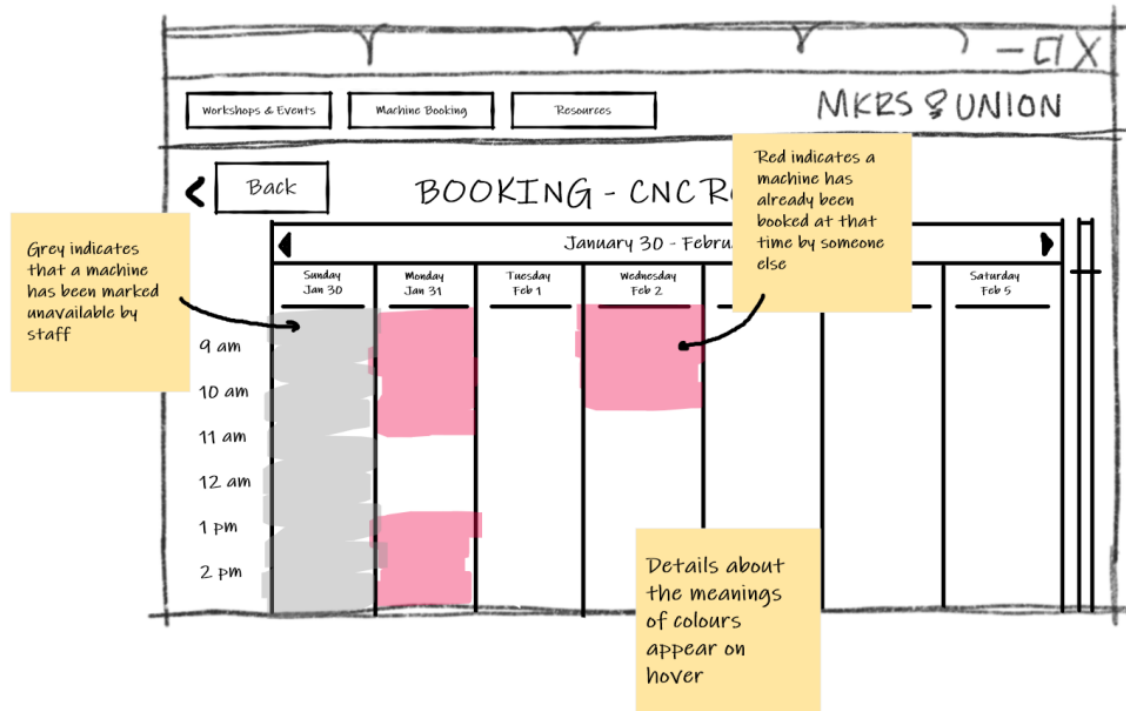 Workshops & Events
Machine Booking
Resources
MKRS & UNION
Back
BOOKING - CNC
Red indicates a
machine has
already been
booked at that
time by someone
else
Grey indicates
that a machine
has been marked
unavailable by
staff
January 30 -
Sunday
Jan 30
Monday
Jan 31
Tuesday
Feb 1
Wednesday
Feb 2
Saturday
Feb 5
9 am
10 am
11 am
12 am
1 pm
2 pm
Details about
the meanings
of colours
appear on
hover